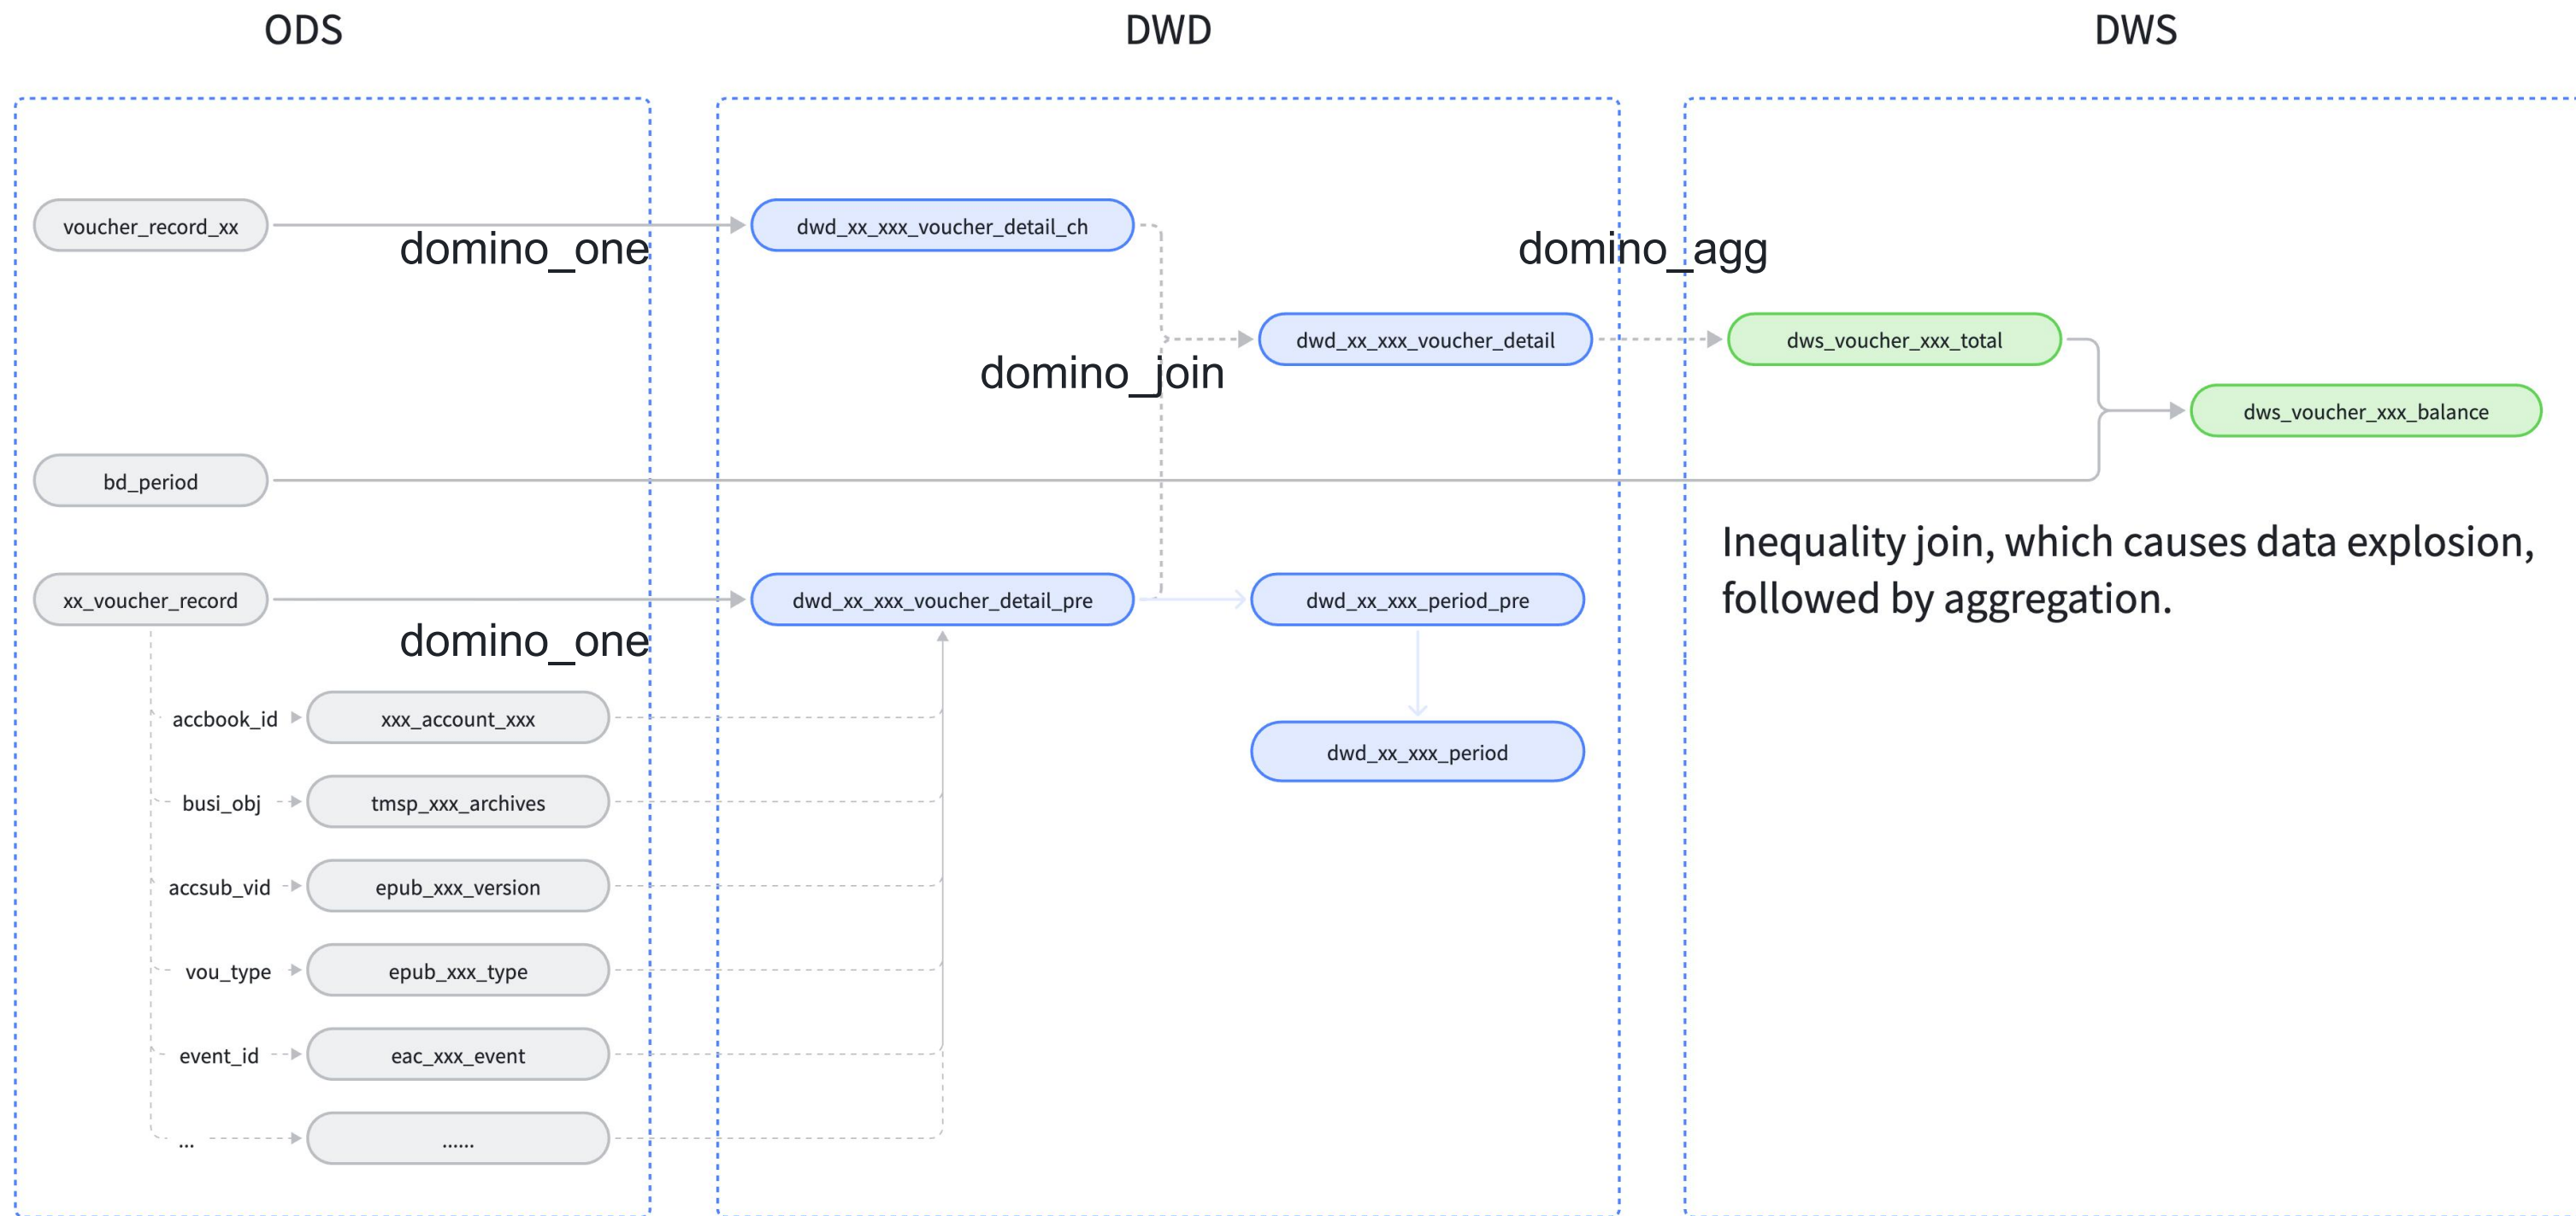 ODS
DWD
DWS
voucher_record_xx
domino_one
dwd_xx_xxx_voucher_detail_ch
domino_agg
dwd_xx_xxx_voucher_detail
dws_voucher_xxx_total
domino_join
dws_voucher_xxx_balance
bd_period
Inequality join, which causes data explosion,
followed by aggregation.
xx_voucher_record
dwd_xx_xxx_voucher_detail_pre
dwd_xx_xxx_period_pre
domino_one
accbook_id
xxx_account_xxx
dwd_xx_xxx_period
busi_obj
tmsp_xxx_archives
accsub_vid
epub_xxx_version
vou_type
epub_xxx_type
event_id
eac_xxx_event
...
......